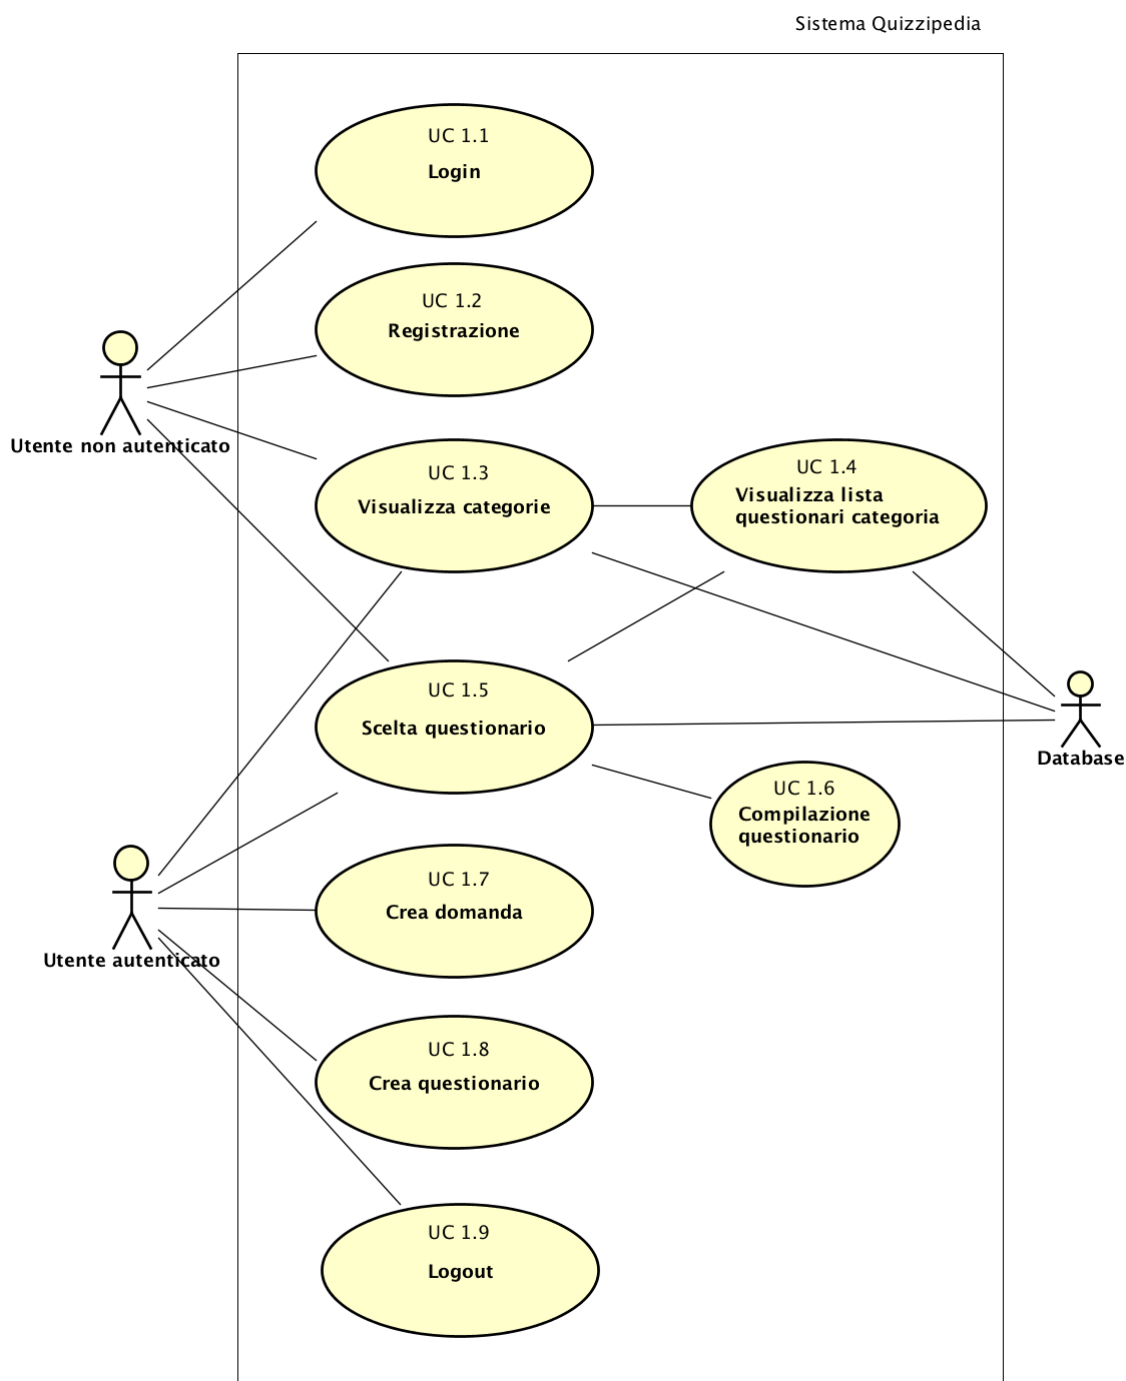 Sistema Quizzipedia
UC 1.1
Login
UC 1.2
Registrazione
Utente non autenticato
UC 1.3
Visualizza categorie
UC 1.4
Visualizza lista
questionari categoria
UC 1.5
Scelta questionario
Database
UC 1.6
Compilazione
questionario
UC 1.7
Crea domanda
Utente autenticato
UC 1.8
Crea questionario
UC 1.9
Logout